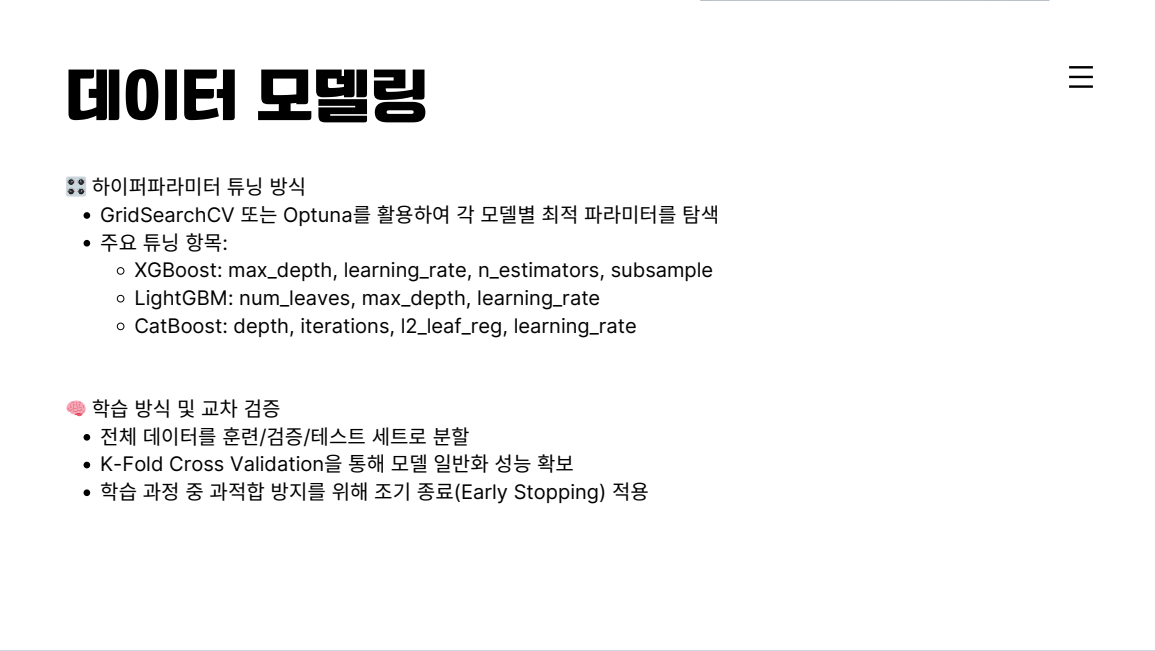 데이터 모델링
🎛️ 하이퍼파라미터 튜닝 방식
• GridSearchCV 또는 Optuna를 활용하여 각 모델별 최적 파라미터를 탐색
• 주요 튜닝 항목:
◦ XGBoost: max_depth, learning_rate, n_estimators, subsample
◦ LightGBM: num_leaves, max_depth, learning_rate
◦ CatBoost: depth, iterations, l2_leaf_reg, learning_rate
🧠 학습 방식 및 교차 검증
• 전체 데이터를 훈련/검증/테스트 세트로 분할
• K-Fold Cross Validation을 통해 모델 일반화 성능 확보
• 학습 과정 중 과적합 방지를 위해 조기 종료(Early Stopping) 적용